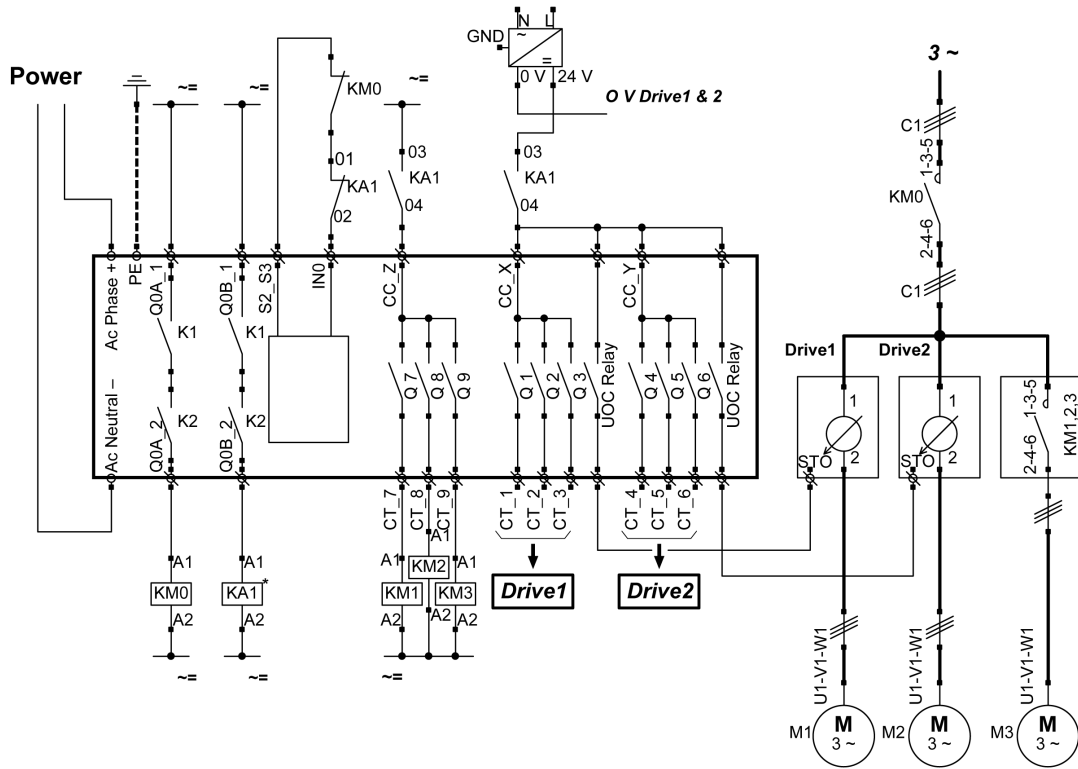 N L
GND
~
=
0 V 24 V
O V Drive1 & 2
3 ~
Power
~=
~=
~=
KM0
01
KA1
02
03
KA1
04
03
KA1
04
C1
1-3-5
KM0
2-4-6
C1
Ac Phase +
PE
Q0A_1
Q0B_1
S2_S3
IN0
CC_Z
CC_X
CC_Y
K1
K1
K2
K2
Q 7
Q 8
Q 9
Q 1
Q 2
Q 3
UOC Relay
Q 4
Q 5
Q 6
UOC Relay
Ac Neutral –
Q0A_2
Q0B_2
Drive1
Drive2
1
2
STO
1
2
STO
1-3-5
2-4-6
KM1,2,3
CT_7
CT_8
CT_9
CT_1
CT_2
CT_3
CT_4
CT_5
CT_6
A1
KM0
A2
A1
KA1
*
A2
A1
KM1
A2
A1
KM2
A2
A1
KM3
A2
Drive1
Drive2
~=
~=
~=
U1-V1-W1
U1-V1-W1
U1-V1-W1
M1
M
3 ~
M2
M
3 ~
M3
M
3 ~